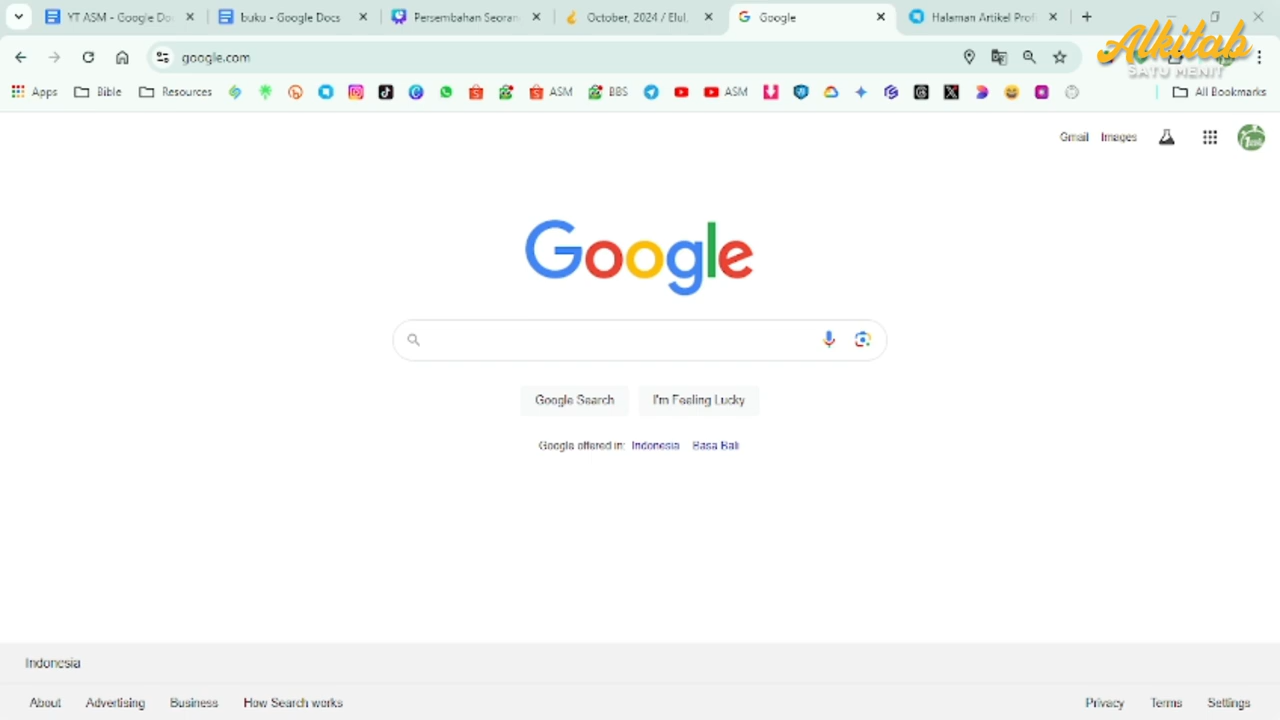 YT ASM - Google Do
buku - Google Docs
Persembahan Seoran
October, 2024 / Elul,
Google
Halaman Artikel Prof
google.com
Alkitab
SATU MENIT
Apps
Bible
Resources
ASM
BBS
ASM
All Bookmarks
Gmail
Images
Google
Google Search
I'm Feeling Lucky
Google offered in: Indonesia Basa Bali
Indonesia
About
Advertising
Business
How Search works
Privacy
Terms
Settings